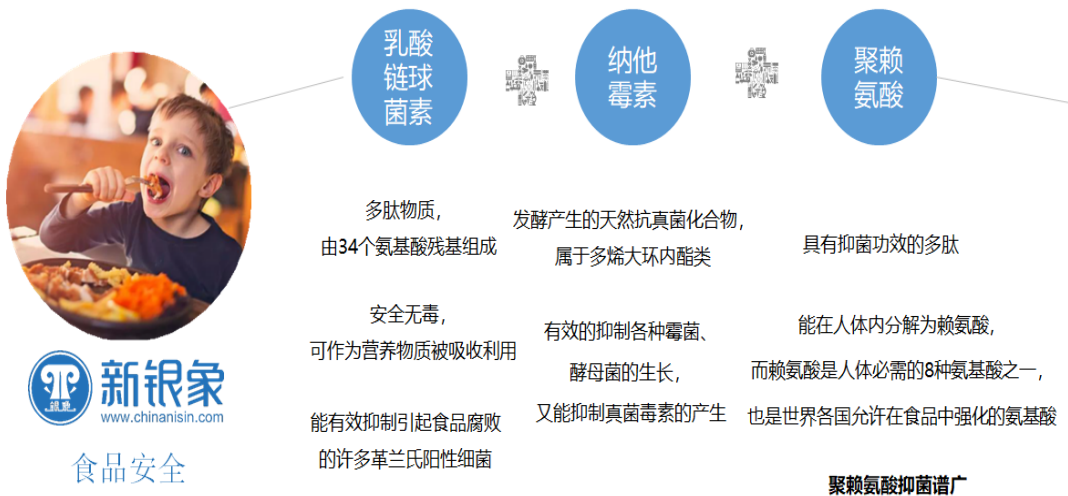 乳酸
链球
菌素
纳他
霉素
聚赖
氨酸
多肽物质，
由34个氨基酸残基组成
安全无毒，
可作为营养物质被吸收利用
能有效抑制引起食品腐败
的许多革兰氏阳性细菌
发酵产生的天然抗真菌化合物，
属于多烯大环内酯类
有效的抑制各种霉菌、
酵母菌的生长，
又能抑制真菌毒素的产生
具有抑菌功效的多肽
能在人体内分解为赖氨酸，
而赖氨酸是人体必需的8种氨基酸之一，
也是世界各国允许在食品中强化的氨基酸
聚赖氨酸抑菌谱广
新银象
www.chinanisin.com
食品安全